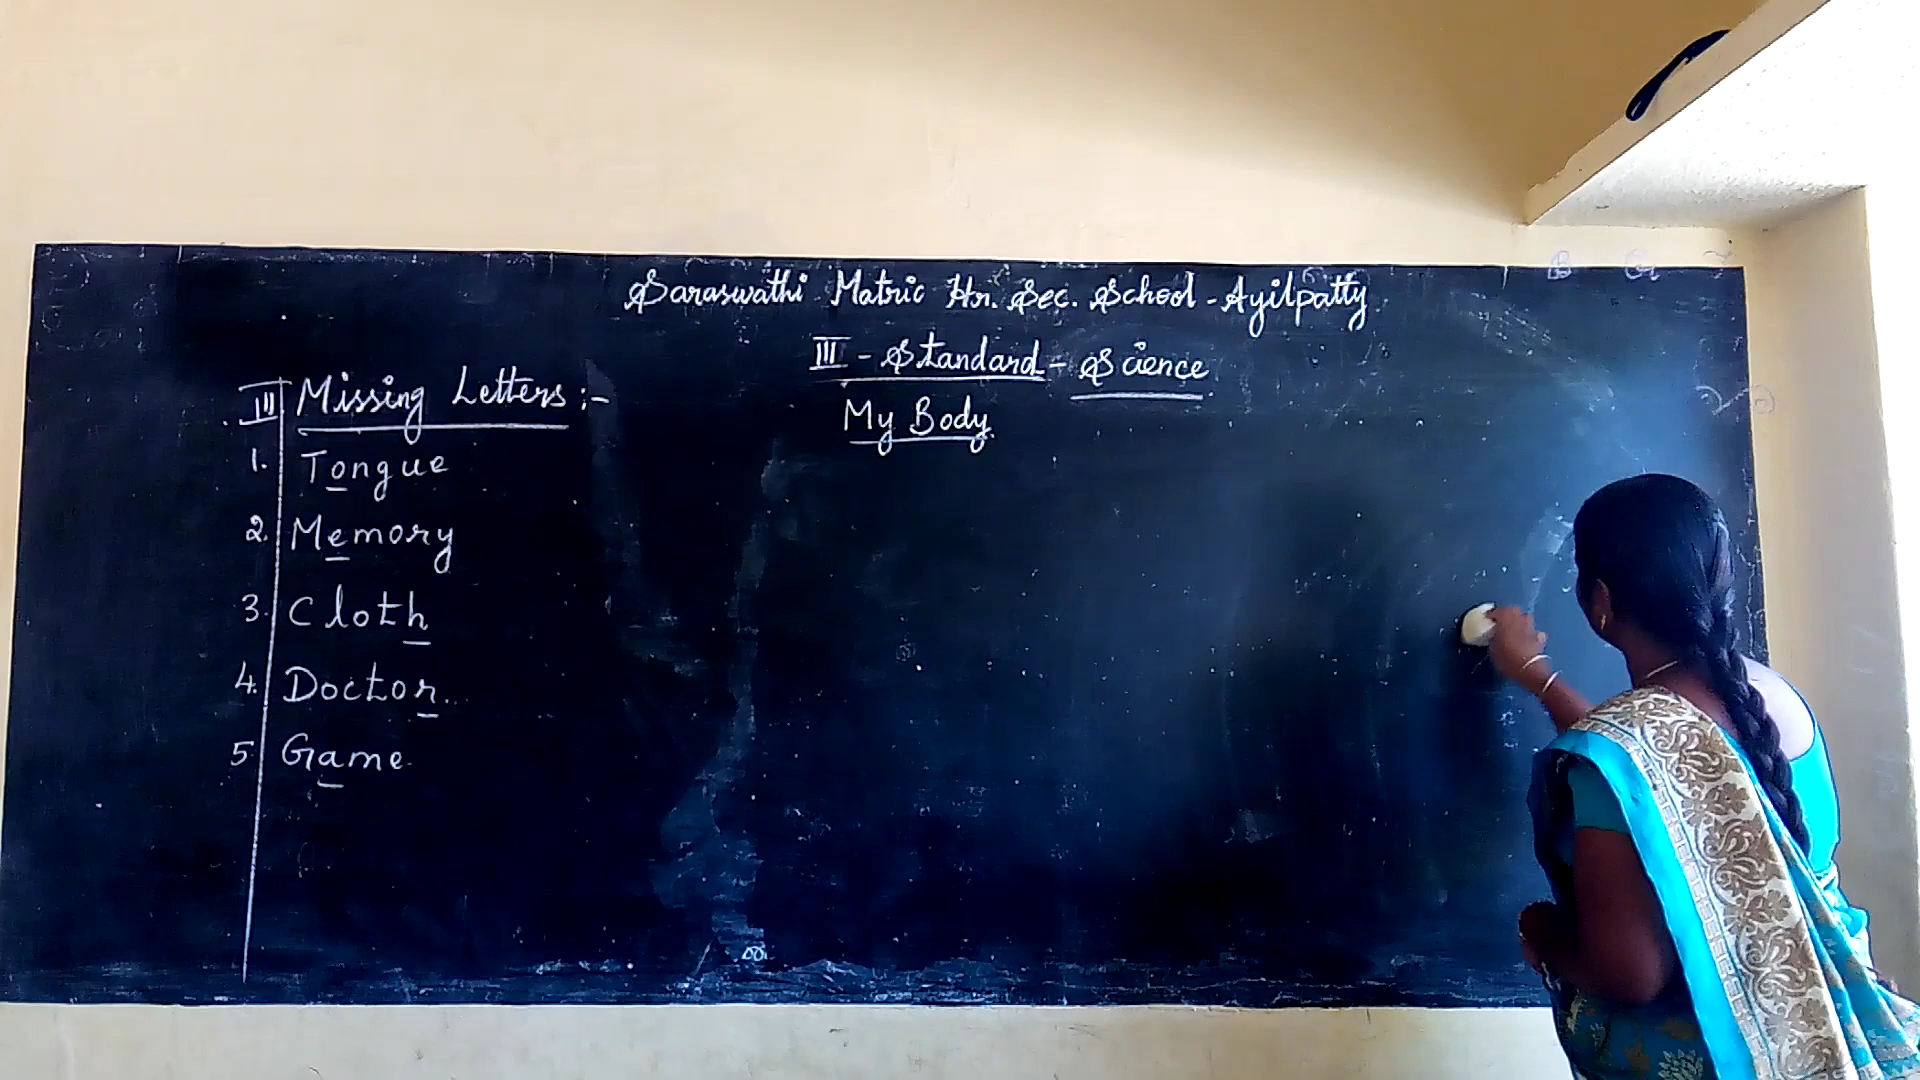 Saraswathi Matric Hr. Sec. School - Ayilpatty
III - Standard - Science
My Body
III Missing Letters :-
1. Tongue
2. Memory
3. Cloth
4. Doctor.
5. Game.